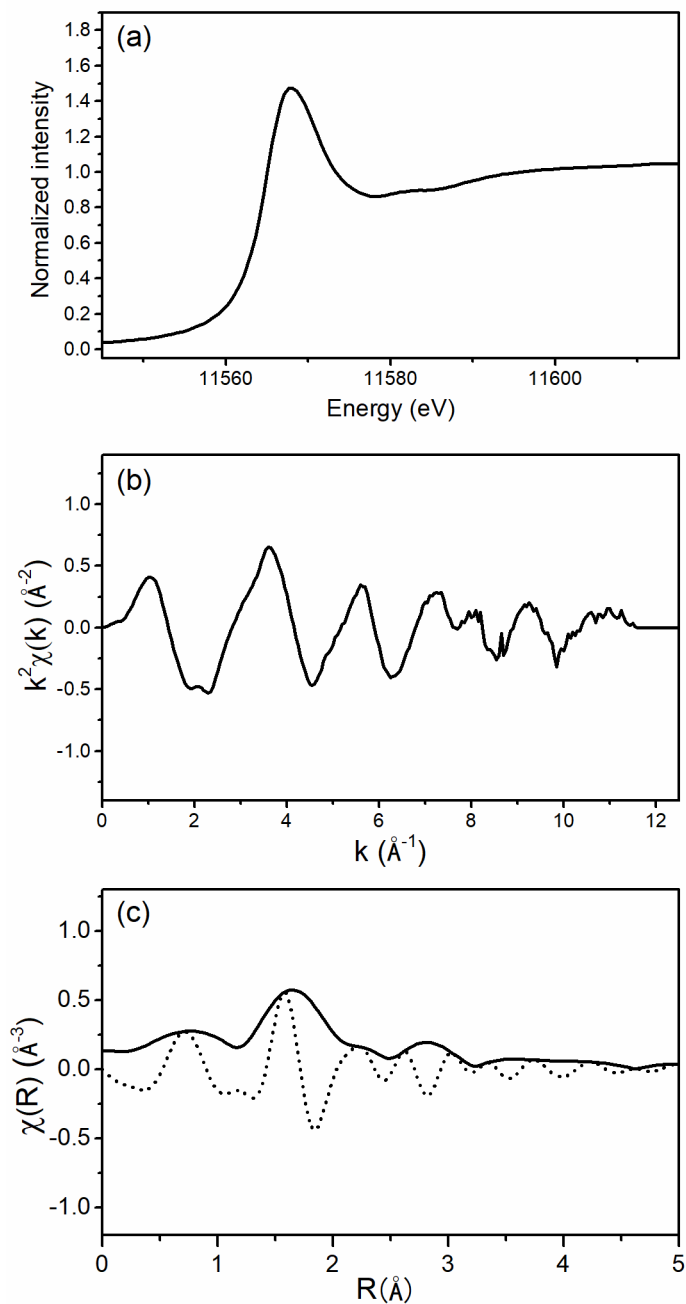 (a)
Normalized intensity
1.8
1.6
1.4
1.2
1.0
0.8
0.6
0.4
0.2
0.0
11560 11580 11600
Energy (eV)
(b)
k²χ(k) (Å⁻²)
1.0
0.5
0.0
-0.5
-1.0
0 2 4 6 8 10 12
k (Å⁻¹)
(c)
χ(R) (Å⁻³)
1.0
0.5
0.0
-0.5
-1.0
0 1 2 3 4 5
R(Å)